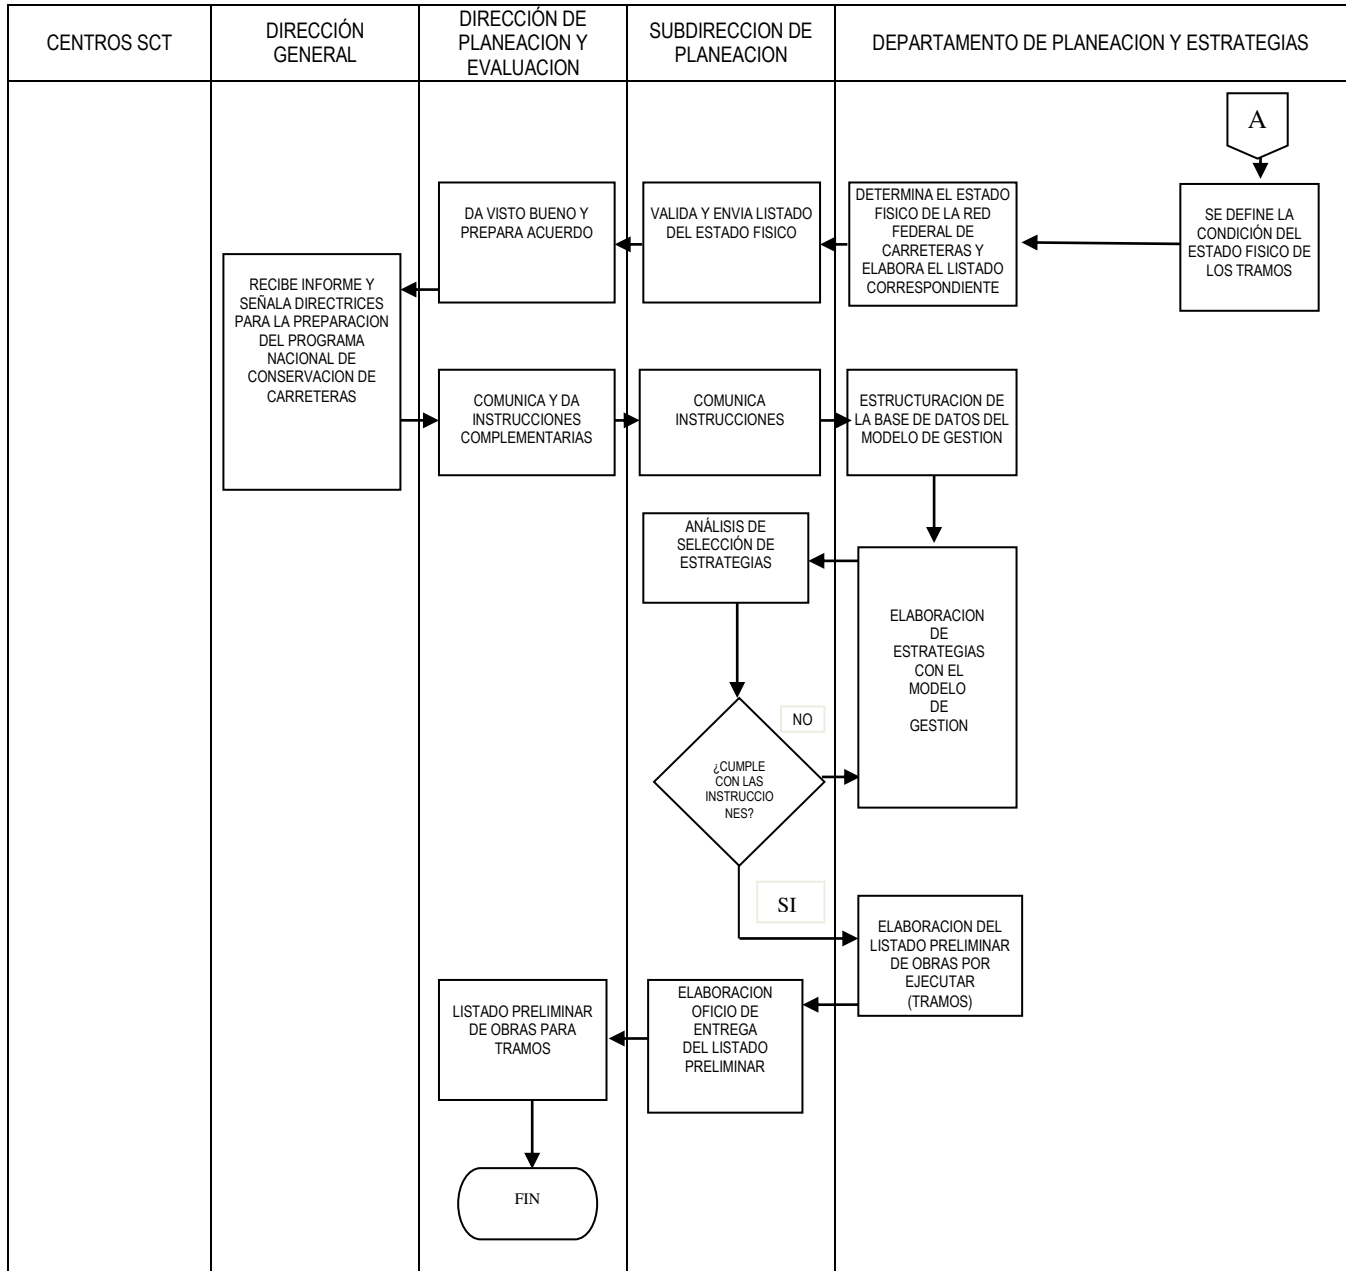 CENTROS SCT
DIRECCIÓN
GENERAL
DIRECCIÓN DE
PLANEACION Y
EVALUACION
SUBDIRECCION DE
PLANEACION
DEPARTAMENTO DE PLANEACION Y ESTRATEGIAS
A
SE DEFINE LA
CONDICIÓN DEL
ESTADO FISICO DE
LOS TRAMOS
DETERMINA EL ESTADO
FISICO DE LA RED
FEDERAL DE
CARRETERAS Y
ELABORA EL LISTADO
CORRESPONDIENTE
VALIDA Y ENVIA LISTADO
DEL ESTADO FISICO
DA VISTO BUENO Y
PREPARA ACUERDO
RECIBE INFORME Y
SEÑALA DIRECTRICES
PARA LA PREPARACION
DEL PROGRAMA
NACIONAL DE
CONSERVACION DE
CARRETERAS
COMUNICA Y DA
INSTRUCCIONES
COMPLEMENTARIAS
COMUNICA
INSTRUCCIONES
ESTRUCTURACION DE
LA BASE DE DATOS DEL
MODELO DE GESTION
ELABORACION
DE
ESTRATEGIAS
CON EL
MODELO
DE
GESTION
ANÁLISIS DE
SELECCIÓN DE
ESTRATEGIAS
¿CUMPLE
CON LAS
INSTRUCCIO
NES?
NO
SI
ELABORACION DEL
LISTADO PRELIMINAR
DE OBRAS POR
EJECUTAR
(TRAMOS)
ELABORACION
OFICIO DE
ENTREGA
DEL LISTADO
PRELIMINAR
LISTADO PRELIMINAR
DE OBRAS PARA
TRAMOS
FIN